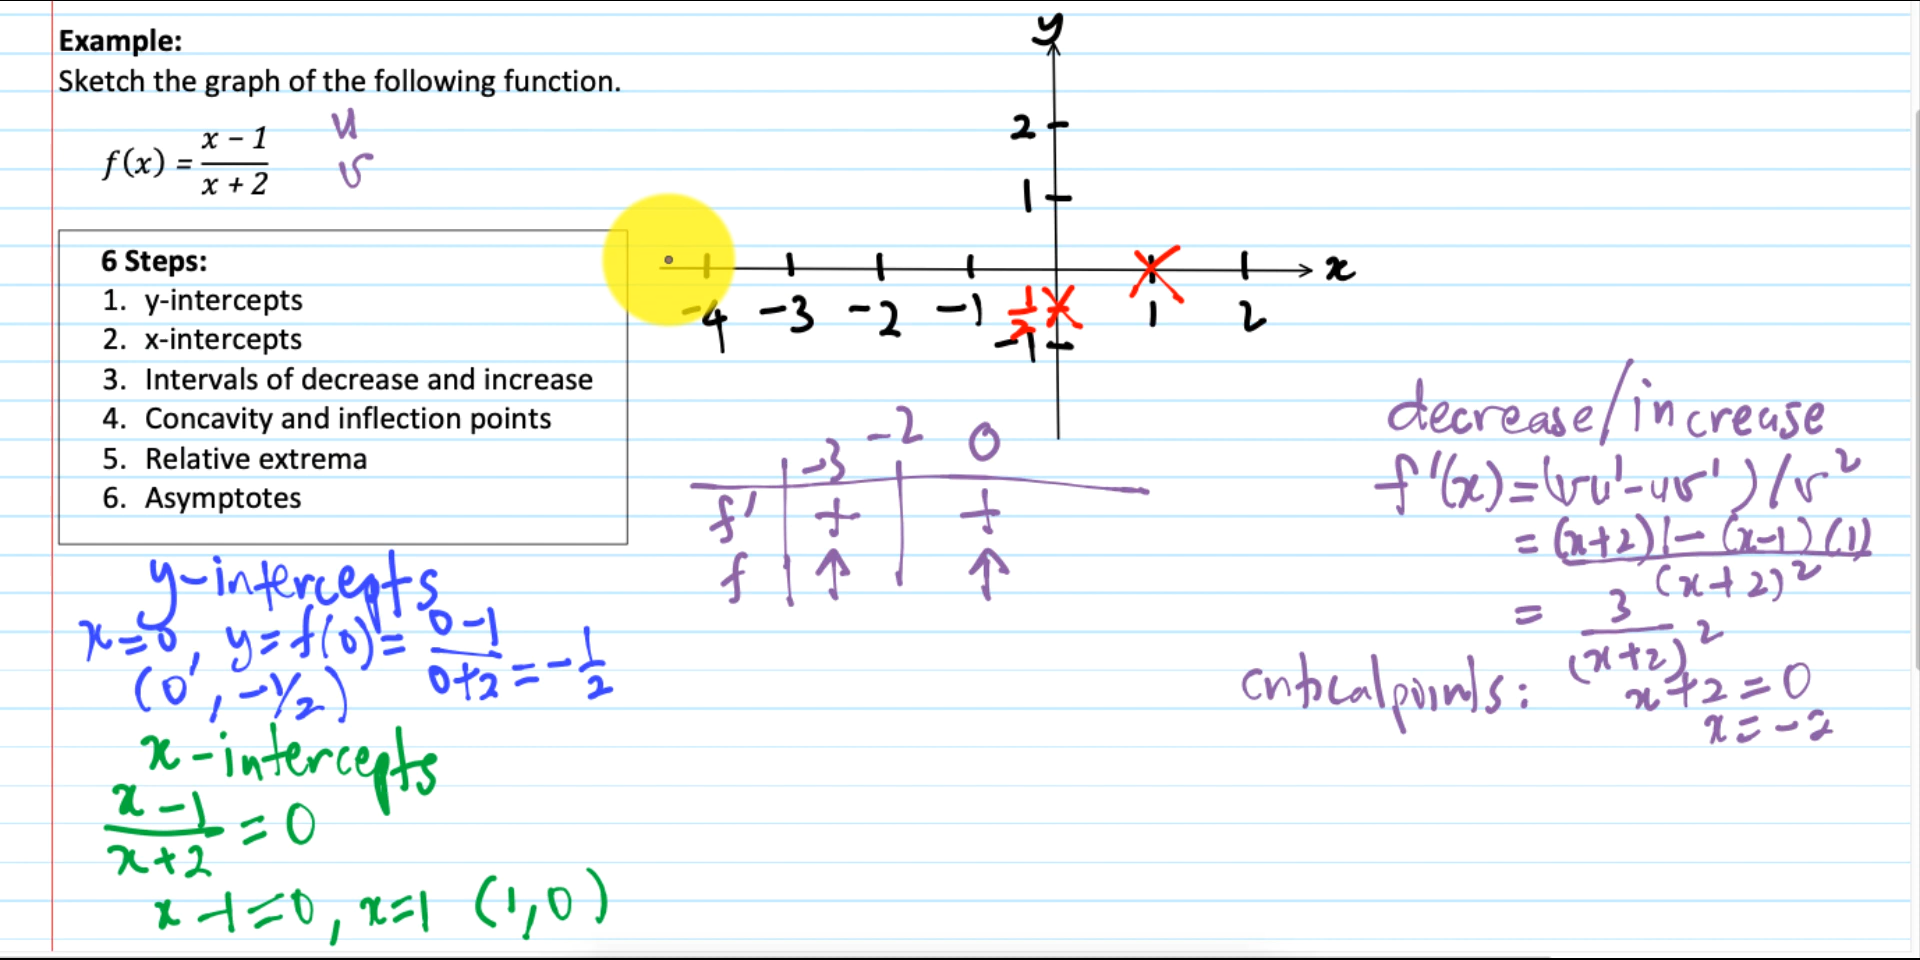 Example:
Sketch the graph of the following function.
f(x) = (x − 1)/(x + 2)
u
v
6 Steps:
1. y-intercepts
2. x-intercepts
3. Intervals of decrease and increase
4. Concavity and inflection points
5. Relative extrema
6. Asymptotes
y
2
1
x
-4 -3 -2 -1 1 2
1/2
-1
y-intercepts
x=0, y=f(0)= (0-1)/(0+2) = -1/2
(0, -1/2)
x-intercepts
(x-1)/(x+2) = 0
x-1=0, x=1 (1,0)
-3 -2 0
f' + +
f ↑ ↑
decrease/increase
f'(x)=(vu'-uv')/v²
= ((x+2)1-(x-1)(1))/(x+2)²
= 3/(x+2)²
critical points: x+2=0
x=-2